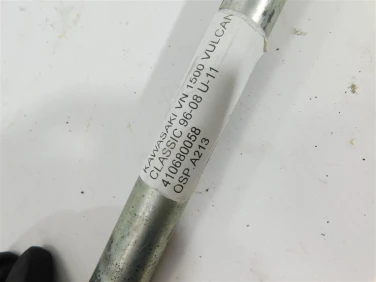 KAWASAKI VN 1500 VULCAN
CLASSIC 96-08 U-11
410680058
OSP A213